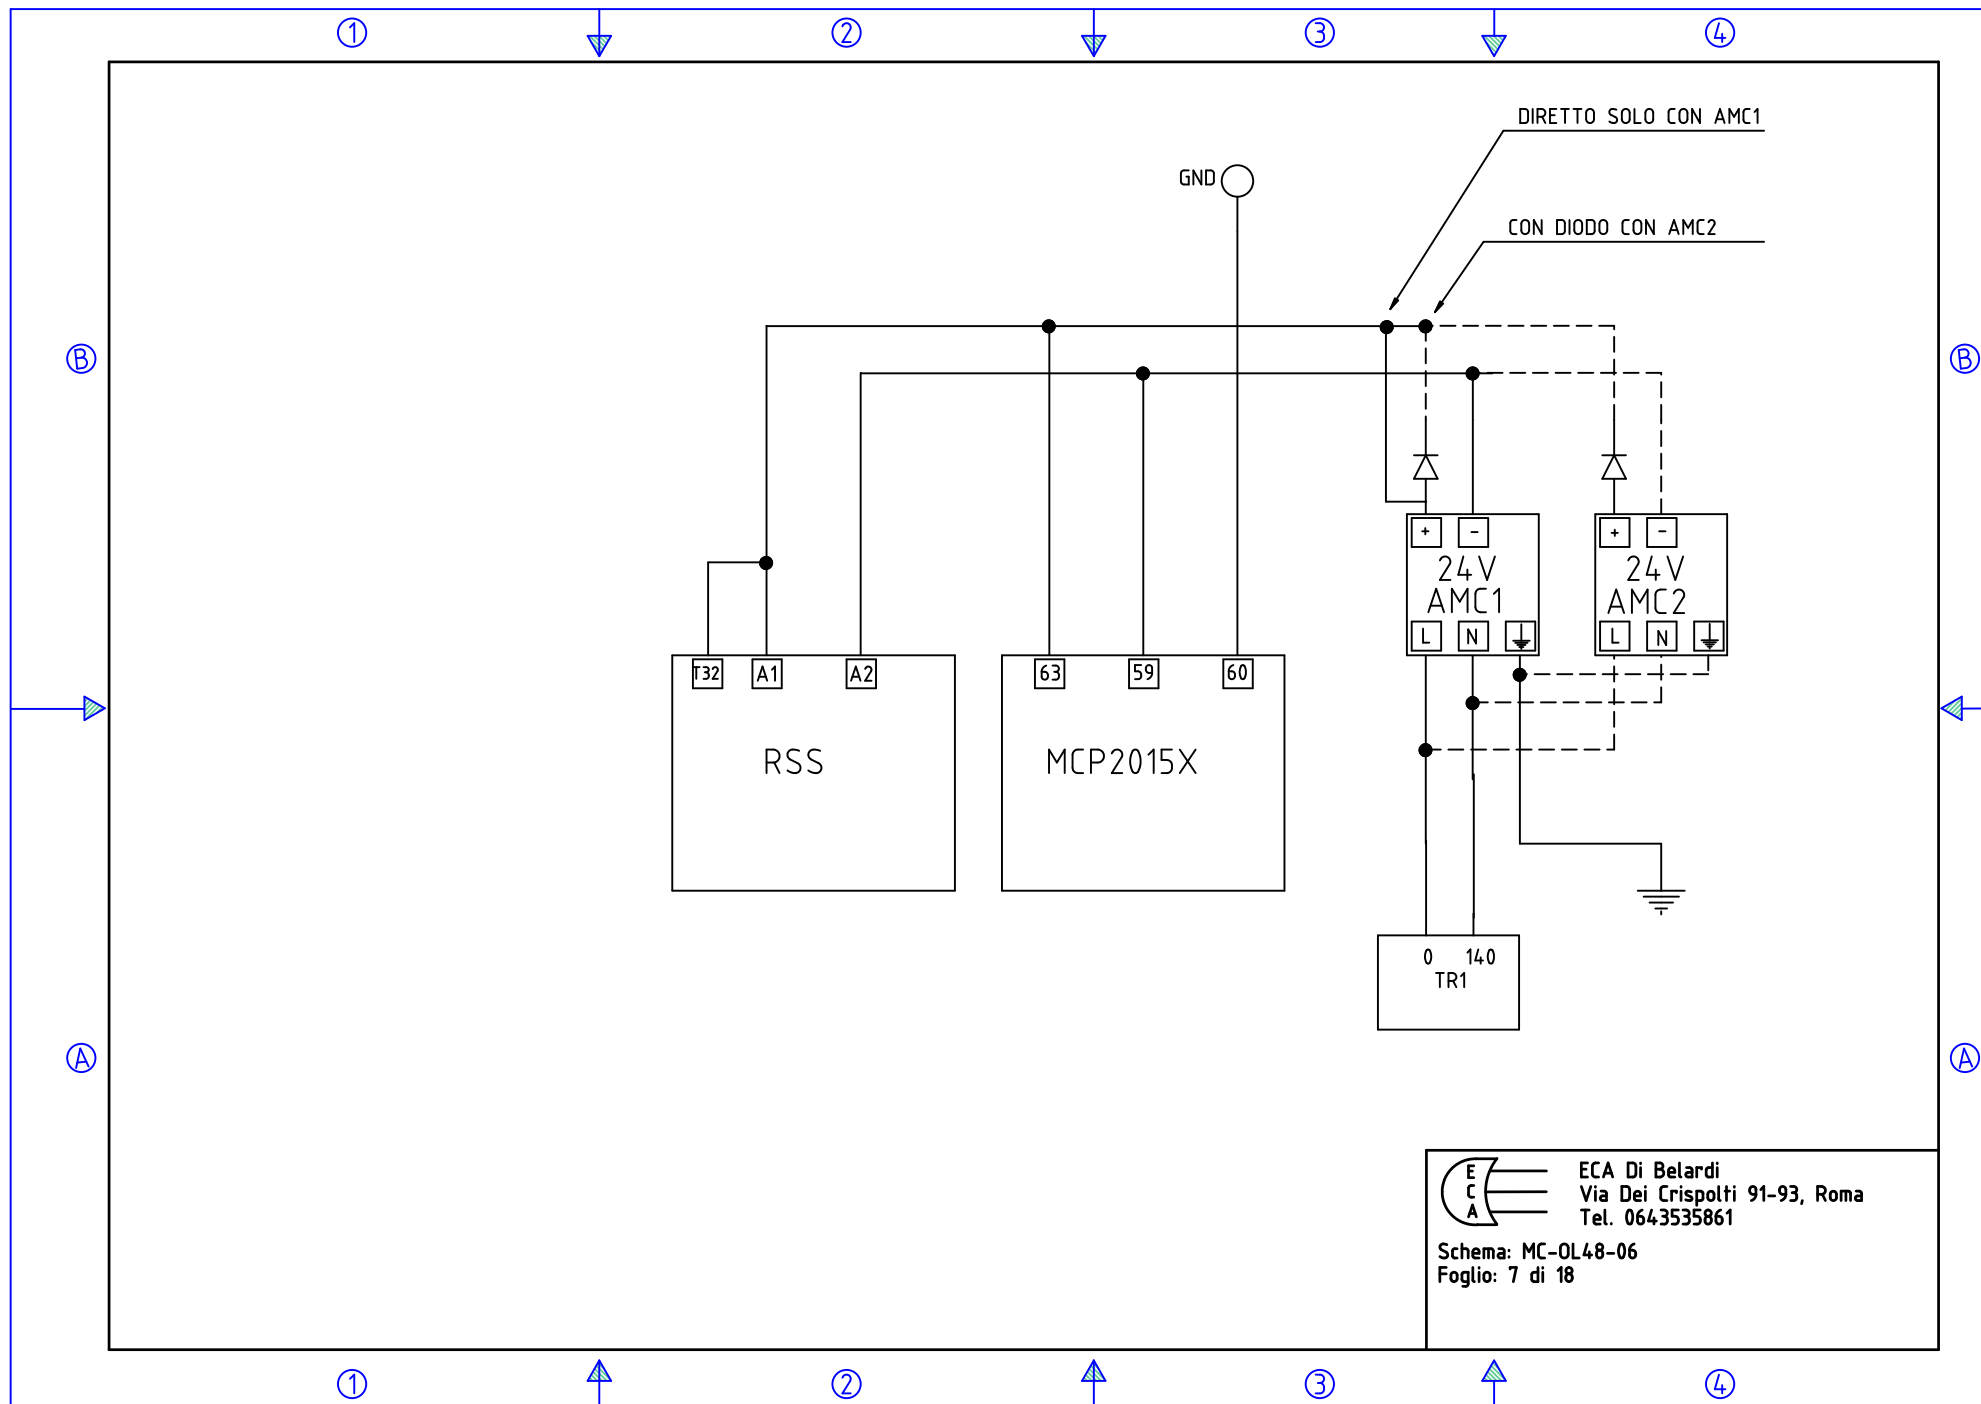 1 2 3 4
DIRETTO SOLO CON AMC1
GND
CON DIODO CON AMC2
B B
+ - + -
24V 24V
AMC1 AMC2
L N L N
T32 A1 A2 63 59 60
RSS MCP2015X
0 140
TR1
A A
E
C
A
ECA Di Belardi
Via Dei Crispolti 91-93, Roma
Tel. 0643535861
Schema: MC-OL48-06
Foglio: 7 di 18
1 2 3 4